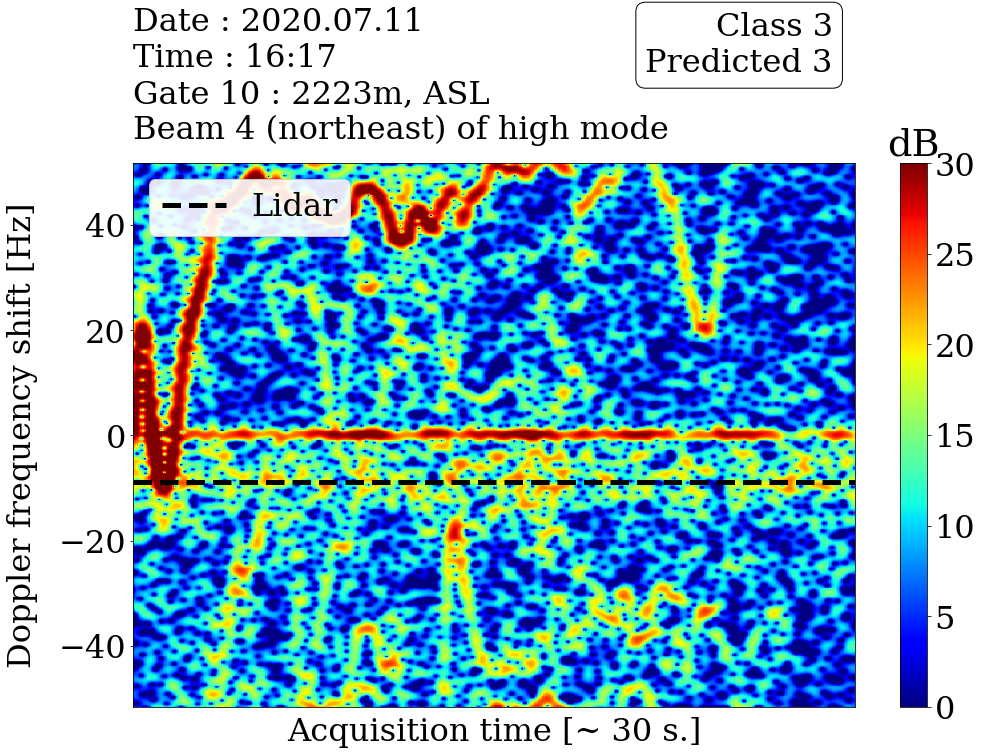 Date : 2020.07.11
Time : 16:17
Gate 10 : 2223m, ASL
Beam 4 (northeast) of high mode
Class 3
Predicted 3
dB
Lidar
40
20
0
−20
−40
Doppler frequency shift [Hz]
Acquisition time [~ 30 s.]
30
25
20
15
10
5
0